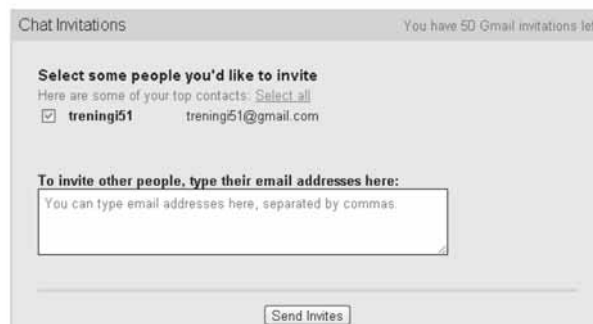 Chat Invitations
You have 50 Gmail invitations lef
Select some people you'd like to invite
Here are some of your top contacts: Select all
treningi51 treningi51@gmail.com
To invite other people, type their email addresses here:
You can type email addresses here, separated by commas.
Send Invites